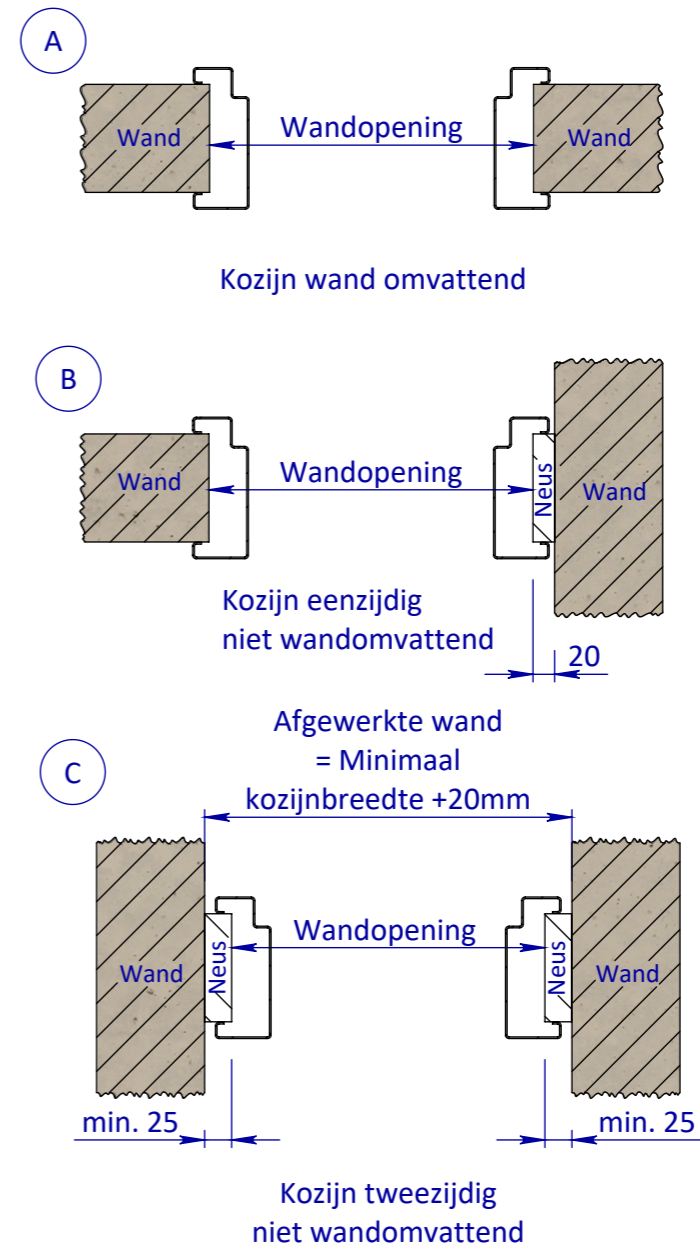 A
Wand
Wandopening
Wand
Kozijn wand omvattend
B
Wand
Wandopening
Neus
Wand
Kozijn eenzijdig
niet wandomvattend
20
Afgewerkte wand
= Minimaal
kozijnbreedte +20mm
C
Wand
Neus
Wandopening
Neus
Wand
min. 25
min. 25
Kozijn tweezijdig
niet wandomvattend